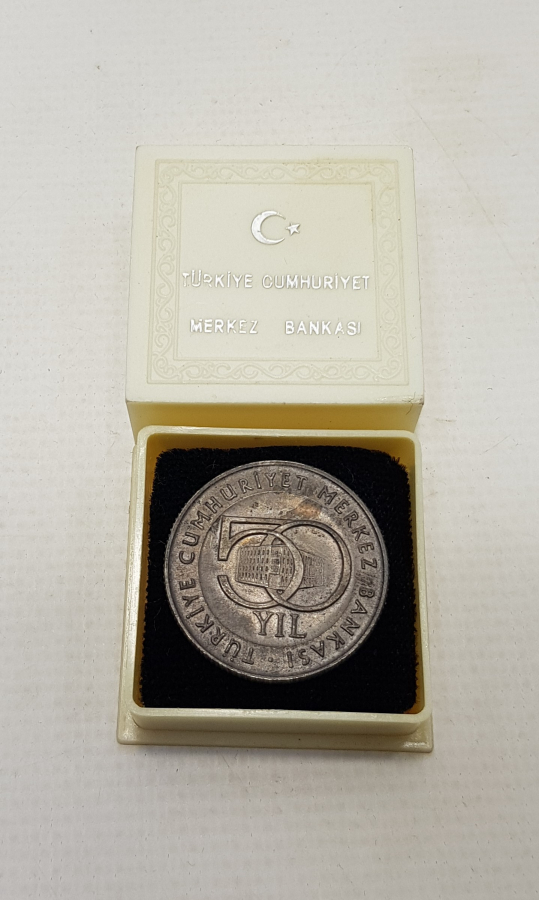 TÜRKİYE CUMHURİYET
MERKEZ BANKASI
TÜRKİYE CUMHURİYET MERKEZ BANKASI
50
YIL